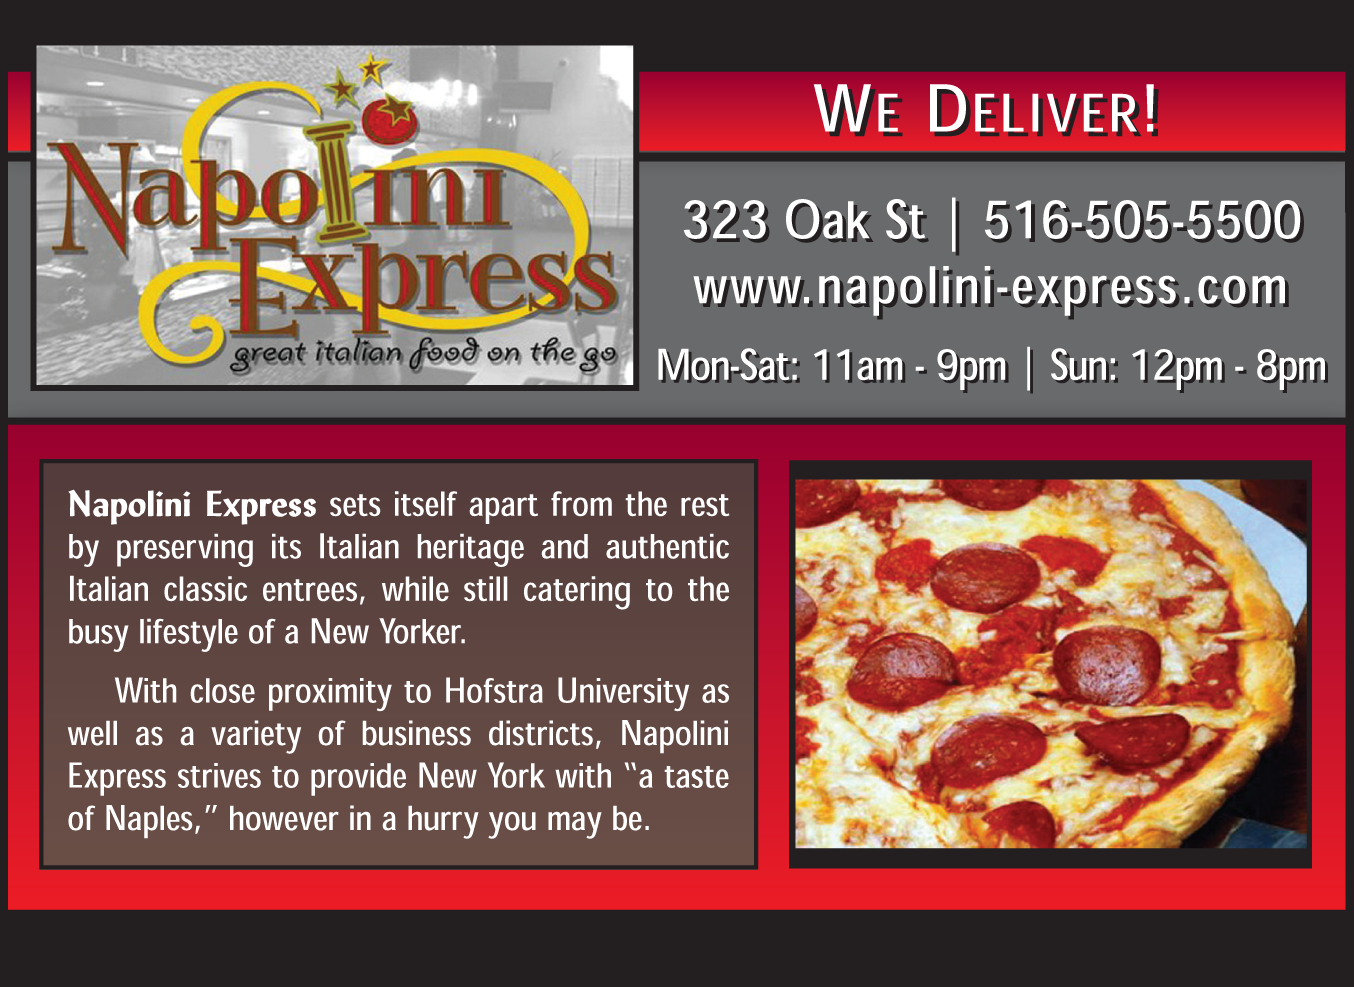 Napolini
Express
great italian food on the go
WE DELIVER!
323 Oak St | 516-505-5500
www.napolini-express.com
Mon-Sat: 11am - 9pm | Sun: 12pm - 8pm
Napolini Express sets itself apart from the rest
by preserving its Italian heritage and authentic
Italian classic entrees, while still catering to the
busy lifestyle of a New Yorker.
With close proximity to Hofstra University as
well as a variety of business districts, Napolini
Express strives to provide New York with “a taste
of Naples,” however in a hurry you may be.